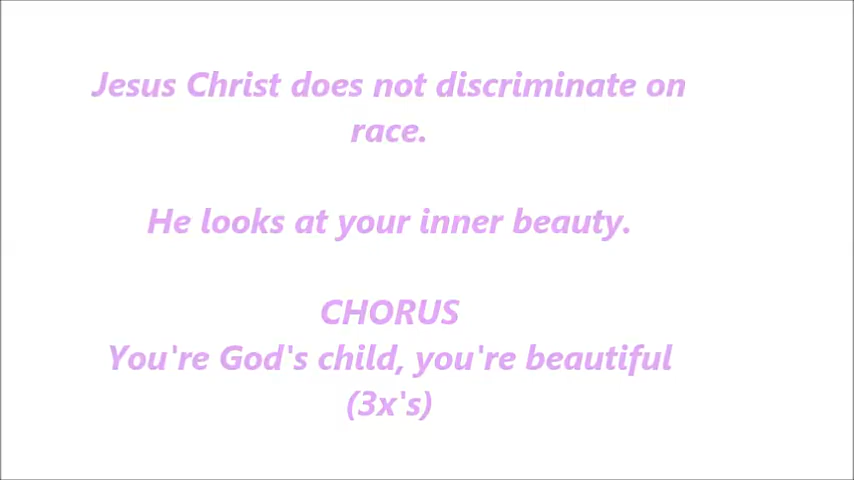 Jesus Christ does not discriminate on
race.
He looks at your inner beauty.
CHORUS
You're God's child, you're beautiful
(3x's)